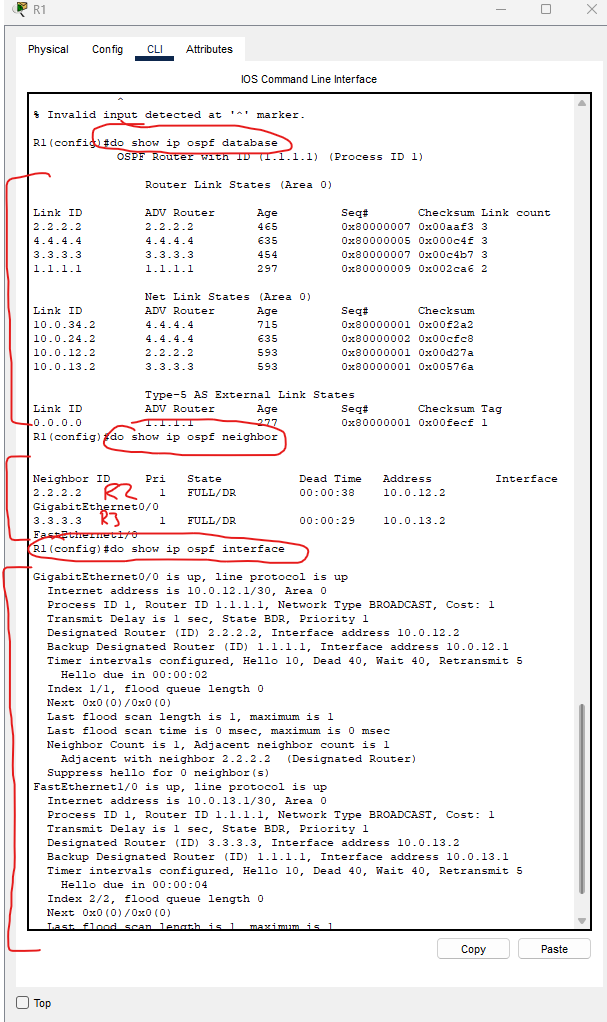 R1
Physical Config CLI Attributes
IOS Command Line Interface
^
% Invalid input detected at '^' marker.
R1(config)#do show ip ospf database
OSPF Router with ID (1.1.1.1) (Process ID 1)
Router Link States (Area 0)
Link ID ADV Router Age Seq# Checksum Link count
2.2.2.2 2.2.2.2 465 0x80000007 0x00aaf3 3
4.4.4.4 4.4.4.4 635 0x80000005 0x000c4f 3
3.3.3.3 3.3.3.3 454 0x80000007 0x00c4b7 3
1.1.1.1 1.1.1.1 297 0x80000009 0x002ca6 2
Net Link States (Area 0)
Link ID ADV Router Age Seq# Checksum
10.0.34.2 4.4.4.4 715 0x80000001 0x00f2a2
10.0.24.2 4.4.4.4 635 0x80000002 0x00cfc8
10.0.12.2 2.2.2.2 593 0x80000001 0x00d27a
10.0.13.2 3.3.3.3 593 0x80000001 0x00576a
Type-5 AS External Link States
Link ID ADV Router Age Seq# Checksum Tag
0.0.0.0 1.1.1.1 277 0x80000001 0x00fecf 1
R1(config)#do show ip ospf neighbor
Neighbor ID Pri State Dead Time Address Interface
2.2.2.2 R2 1 FULL/DR 00:00:38 10.0.12.2
GigabitEthernet0/0
3.3.3.3 R3 1 FULL/DR 00:00:29 10.0.13.2
FastEthernet1/0
R1(config)#do show ip ospf interface
GigabitEthernet0/0 is up, line protocol is up
Internet address is 10.0.12.1/30, Area 0
Process ID 1, Router ID 1.1.1.1, Network Type BROADCAST, Cost: 1
Transmit Delay is 1 sec, State BDR, Priority 1
Designated Router (ID) 2.2.2.2, Interface address 10.0.12.2
Backup Designated Router (ID) 1.1.1.1, Interface address 10.0.12.1
Timer intervals configured, Hello 10, Dead 40, Wait 40, Retransmit 5
Hello due in 00:00:02
Index 1/1, flood queue length 0
Next 0x0(0)/0x0(0)
Last flood scan length is 1, maximum is 1
Last flood scan time is 0 msec, maximum is 0 msec
Neighbor Count is 1, Adjacent neighbor count is 1
Adjacent with neighbor 2.2.2.2 (Designated Router)
Suppress hello for 0 neighbor(s)
FastEthernet1/0 is up, line protocol is up
Internet address is 10.0.13.1/30, Area 0
Process ID 1, Router ID 1.1.1.1, Network Type BROADCAST, Cost: 1
Transmit Delay is 1 sec, State BDR, Priority 1
Designated Router (ID) 3.3.3.3, Interface address 10.0.13.2
Backup Designated Router (ID) 1.1.1.1, Interface address 10.0.13.1
Timer intervals configured, Hello 10, Dead 40, Wait 40, Retransmit 5
Hello due in 00:00:04
Index 2/2, flood queue length 0
Next 0x0(0)/0x0(0)
Last flood scan length is 1, maximum is 1
Copy Paste
Top